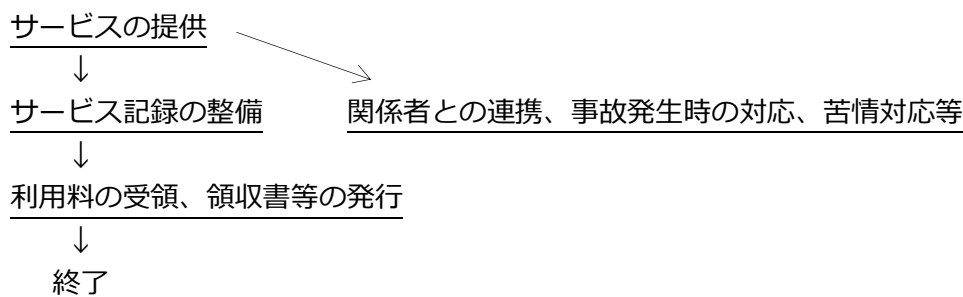 サービスの提供
↓
サービス記録の整備　　　関係者との連携、事故発生時の対応、苦情対応等
↓
利用料の受領、領収書等の発行
↓
終了